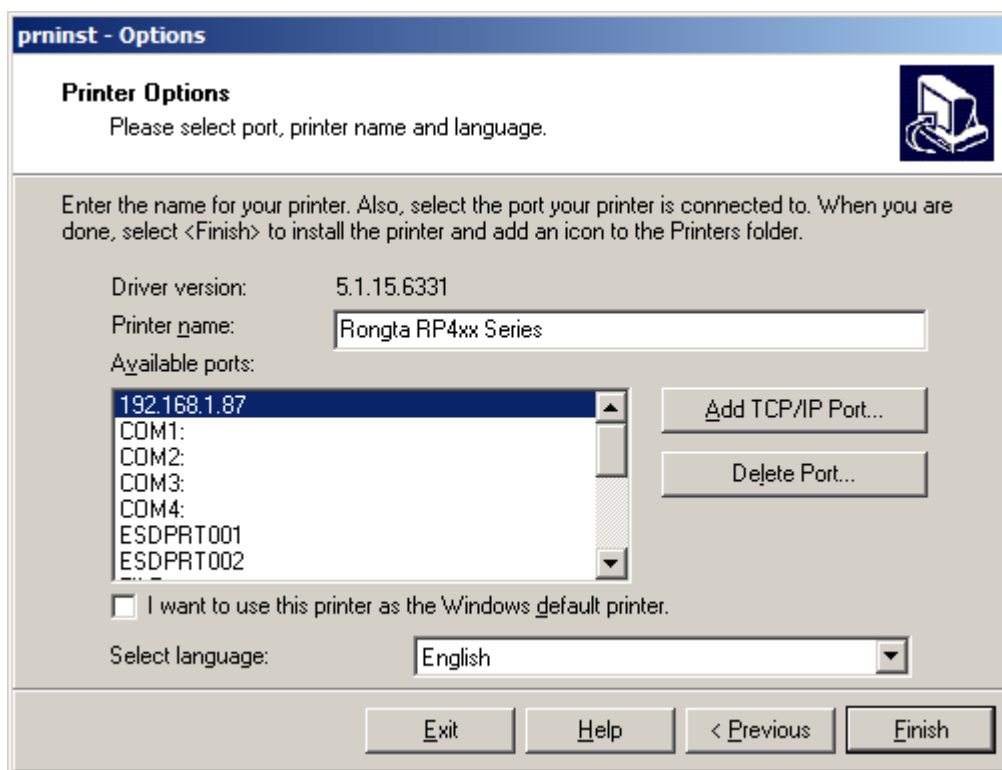 prninst - Options
Printer Options
Please select port, printer name and language.
Enter the name for your printer. Also, select the port your printer is connected to. When you are
done, select <Finish> to install the printer and add an icon to the Printers folder.
Driver version: 5.1.15.6331
Printer name: Rongta RP4xx Series
Available ports:
192.168.1.87
Add TCP/IP Port...
COM1:
COM2:
Delete Port...
COM3:
COM4:
ESDPRT001
ESDPRT002
I want to use this printer as the Windows default printer.
Select language: English
Exit Help < Previous Finish